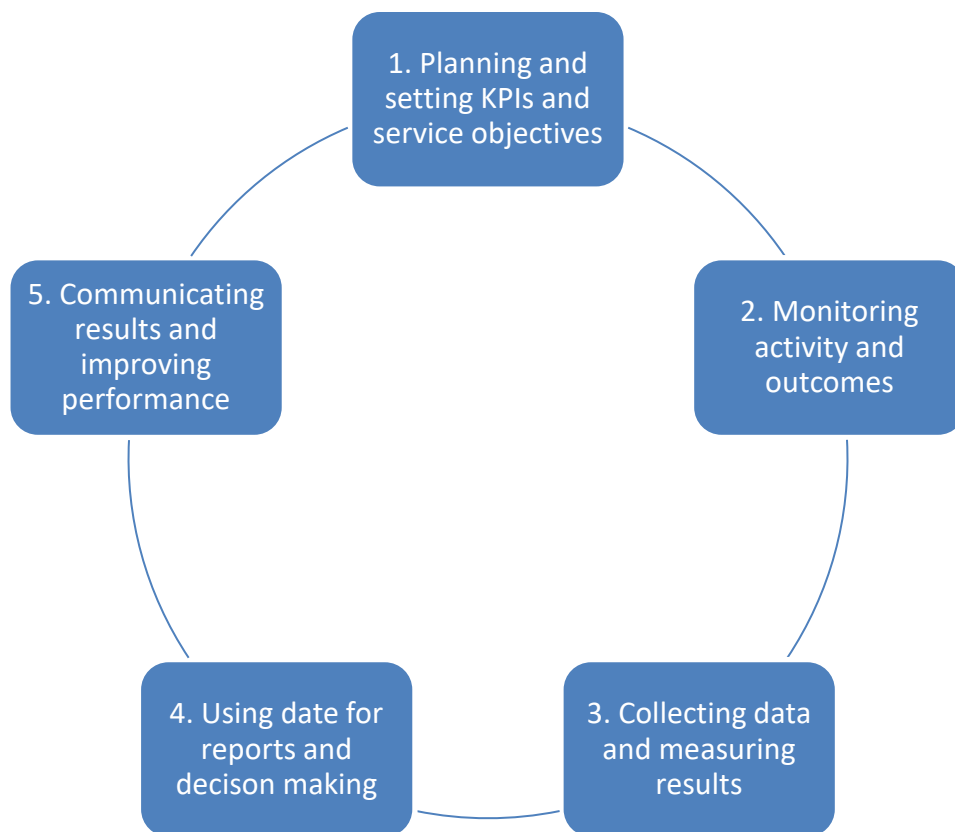 1. Planning and
setting KPIs and
service objectives
2. Monitoring
activity and
outcomes
3. Collecting data
and measuring
results
4. Using date for
reports and
decison making
5. Communicating
results and
improving
performance